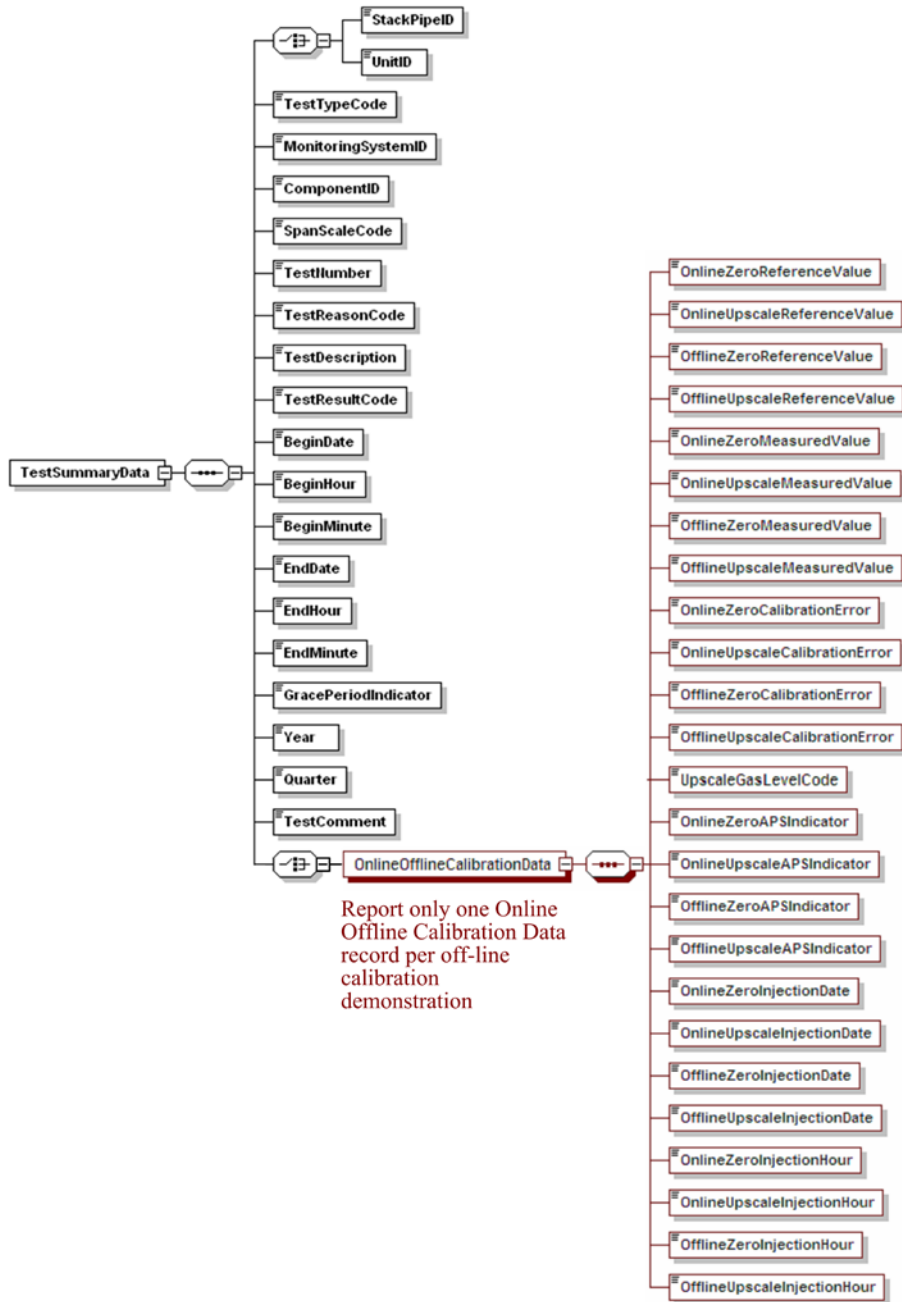 StackPipeID
UnitID
TestTypeCode
MonitoringSystemID
ComponentID
SpanScaleCode
TestNumber
TestReasonCode
TestDescription
TestResultCode
BeginDate
TestSummaryData
BeginHour
BeginMinute
EndDate
EndHour
EndMinute
GracePeriodIndicator
Year
Quarter
TestComment
OnlineOfflineCalibrationData
Report only one Online
Offline Calibration Data
record per off-line
calibration
demonstration
OnlineZeroReferenceValue
OnlineUpscaleReferenceValue
OfflineZeroReferenceValue
OfflineUpscaleReferenceValue
OnlineZeroMeasuredValue
OnlineUpscaleMeasuredValue
OfflineZeroMeasuredValue
OfflineUpscaleMeasuredValue
OnlineZeroCalibrationError
OnlineUpscaleCalibrationError
OfflineZeroCalibrationError
OfflineUpscaleCalibrationError
UpscaleGasLevelCode
OnlineZeroAPSIndicator
OnlineUpscaleAPSIndicator
OfflineZeroAPSIndicator
OfflineUpscaleAPSIndicator
OnlineZeroInjectionDate
OnlineUpscaleInjectionDate
OfflineZeroInjectionDate
OfflineUpscaleInjectionDate
OnlineZeroInjectionHour
OnlineUpscaleInjectionHour
OfflineZeroInjectionHour
OfflineUpscaleInjectionHour